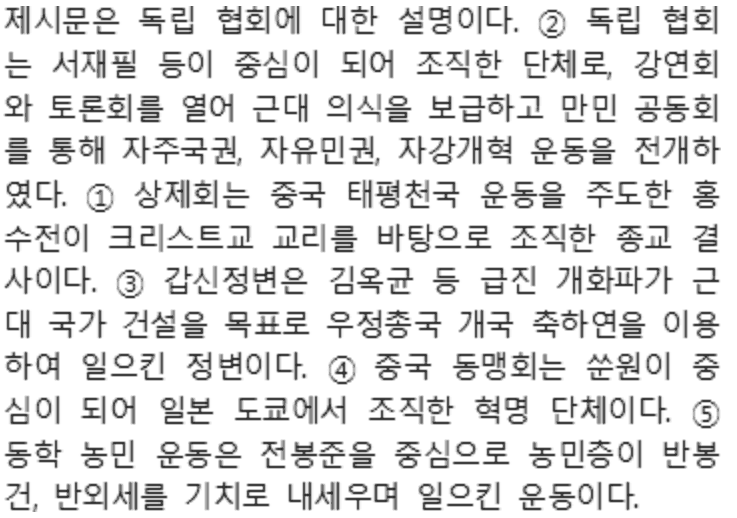 제시문은 독립 협회에 대한 설명이다. ② 독립 협회
는 서재필 등이 중심이 되어 조직한 단체로, 강연회
와 토론회를 열어 근대 의식을 보급하고 만민 공동회
를 통해 자주국권, 자유민권, 자강개혁 운동을 전개하
였다. ① 상제회는 중국 태평천국 운동을 주도한 홍
수전이 크리스트교 교리를 바탕으로 조직한 종교 결
사이다. ③ 갑신정변은 김옥균 등 급진 개화파가 근
대 국가 건설을 목표로 우정총국 개국 축하연을 이용
하여 일으킨 정변이다. ④ 중국 동맹회는 쑨원이 중
심이 되어 일본 도쿄에서 조직한 혁명 단체이다. ⑤
동학 농민 운동은 전봉준을 중심으로 농민층이 반봉
건, 반외세를 기치로 내세우며 일으킨 운동이다.